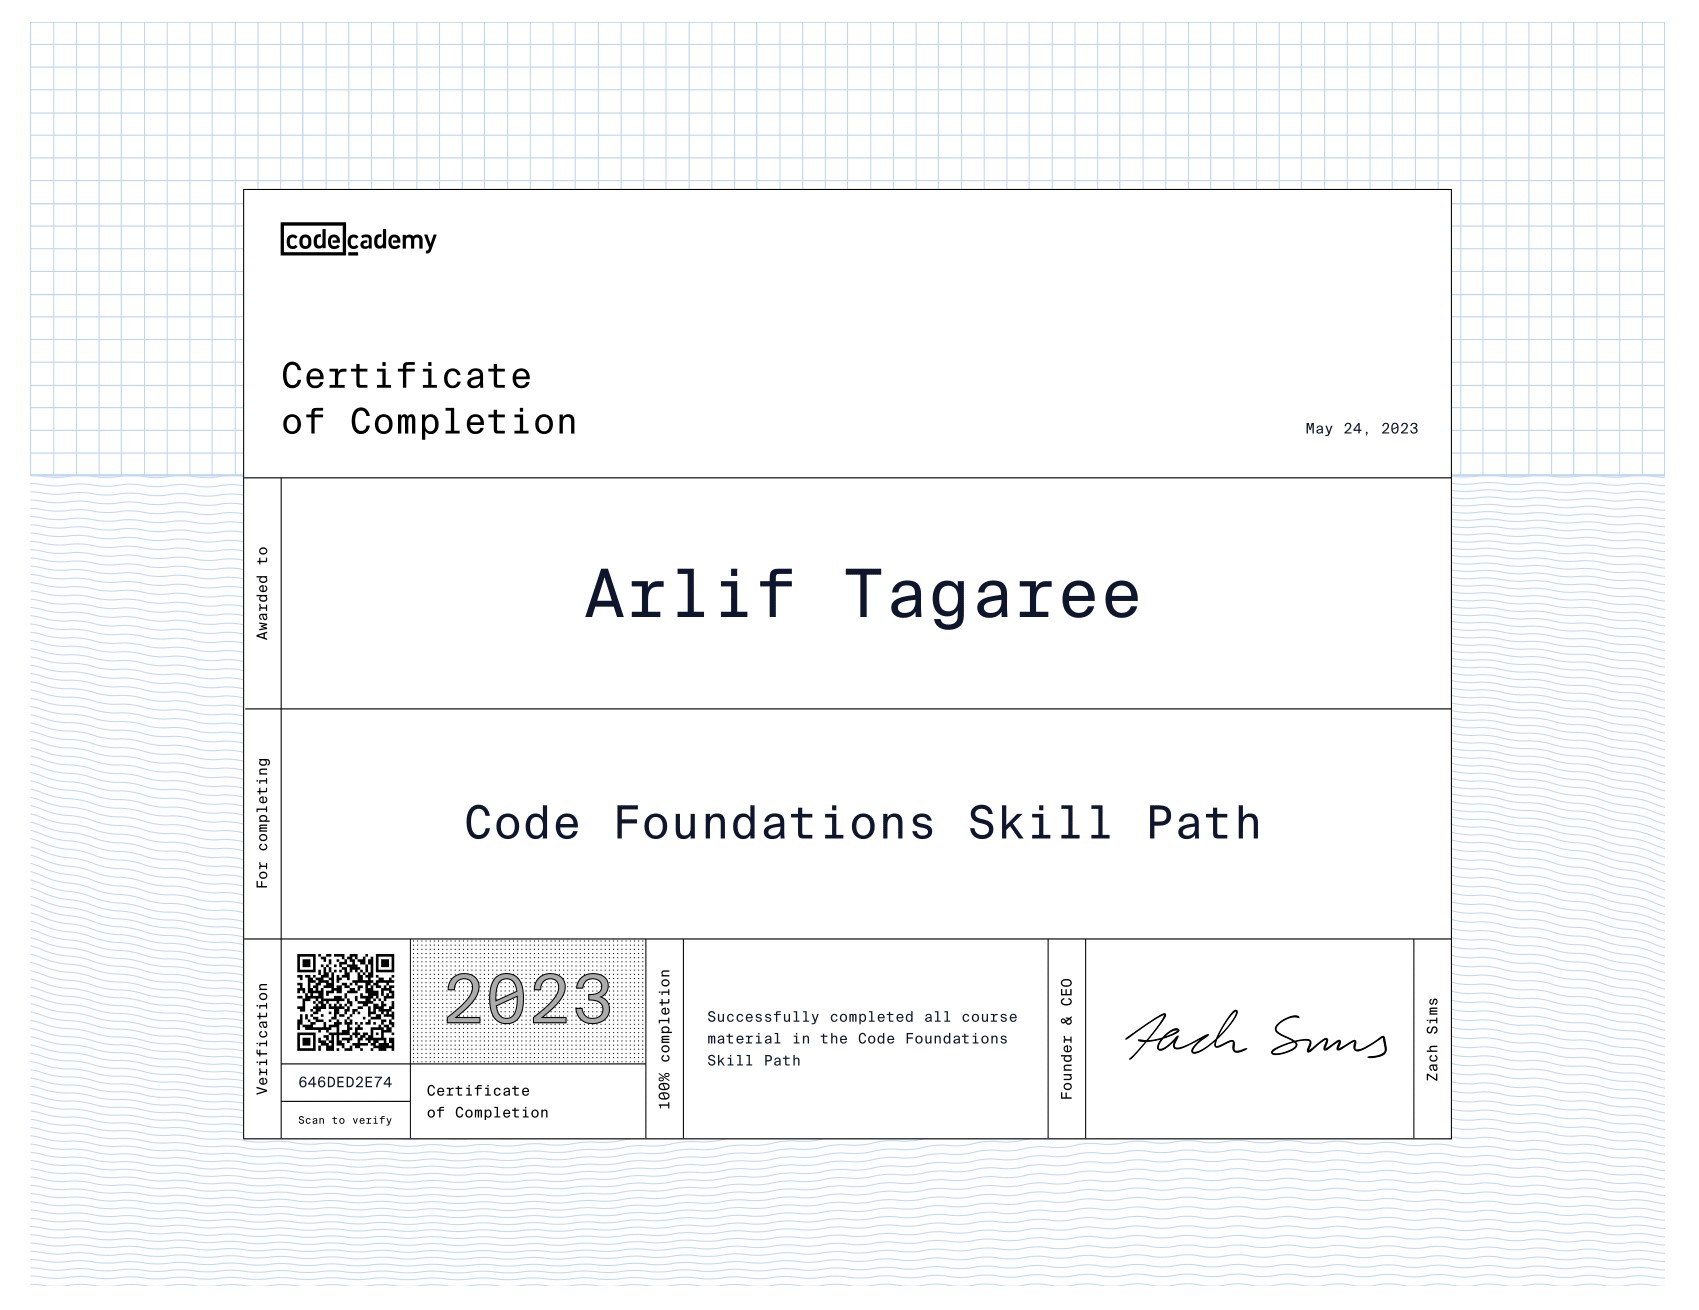 codecademy
Certificate
of Completion
May 24, 2023
Awarded to
Arlif Tagaree
For completing
Code Foundations Skill Path
Verification
646DED2E74
Scan to verify
2023
Certificate
of Completion
100% completion
Successfully completed all course
material in the Code Foundations
Skill Path
Founder & CEO
Zach Sims
Zach Sims